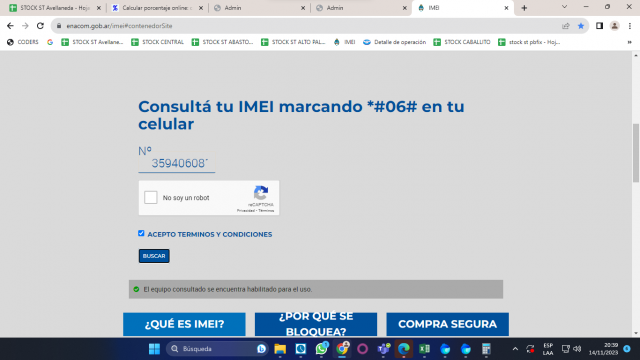 STOCK ST Avellaneda - Hoja
Calcular porcentaje online:
Admin
Admin
IMEI
enacom.gob.ar/imei#contenedorSite
CODERS
STOCK ST Avellane...
STOCK CENTRAL
STOCK ST ABASTO...
STOCK ST ALTO PAL...
IMEI
Detalle de operación
STOCK CABALLITO
stock st pbfix - Hoj...
Consultá tu IMEI marcando *#06# en tu
celular
Nº
35940608
No soy un robot
reCAPTCHA
Privacidad - Términos
ACEPTO TERMINOS Y CONDICIONES
BUSCAR
El equipo consultado se encuentra habilitado para el uso.
¿QUÉ ES IMEI?
¿POR QUÉ SE
BLOQUEA?
COMPRA SEGURA
Búsqueda
ESP
LAA
20:39
14/11/2023